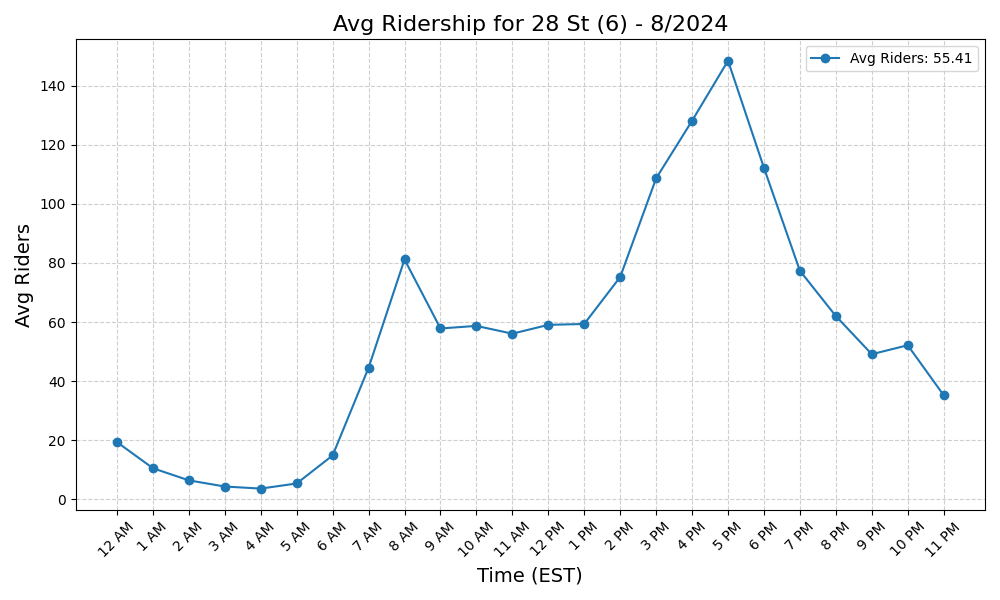 Avg Ridership for 28 St (6) - 8/2024
Avg Riders: 55.41
Avg Riders
140
120
100
80
60
40
20
0
12 AM
1 AM
2 AM
3 AM
4 AM
5 AM
6 AM
7 AM
8 AM
9 AM
10 AM
11 AM
12 PM
1 PM
2 PM
3 PM
4 PM
5 PM
6 PM
7 PM
8 PM
9 PM
10 PM
11 PM
Time (EST)